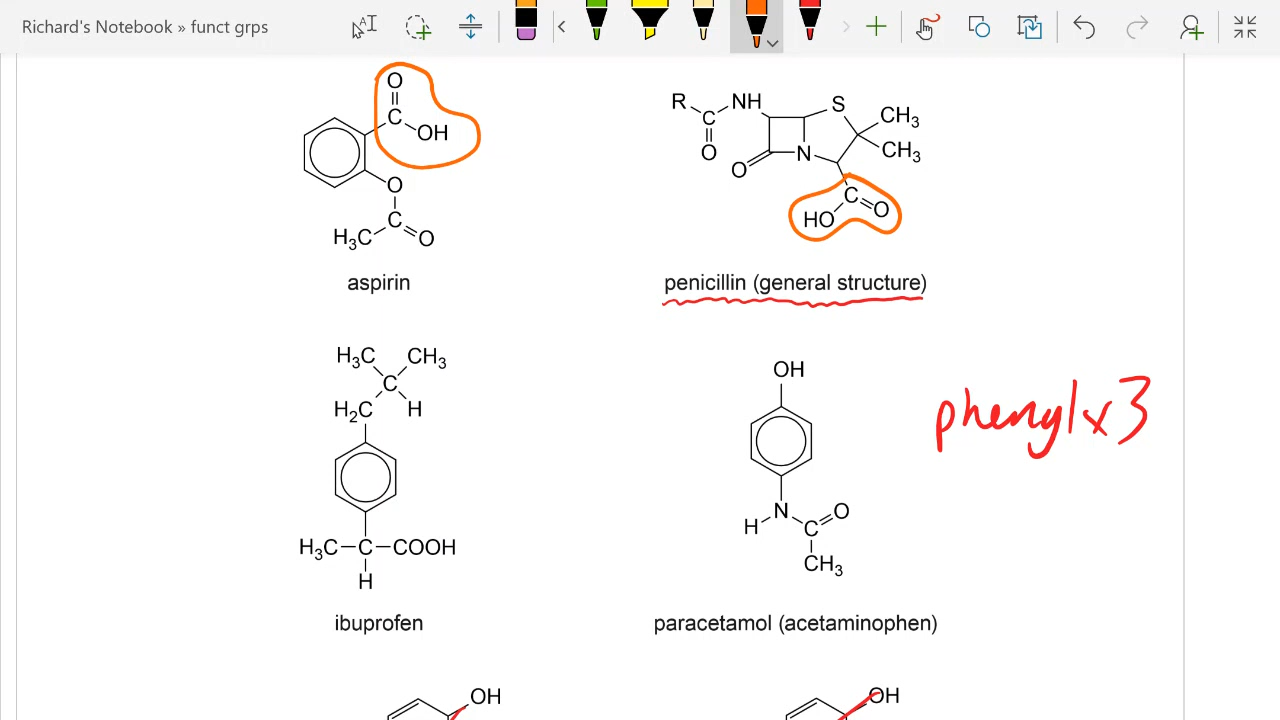 Richard's Notebook » funct grps
O
C
OH
O
C
H₃C
O
aspirin
R
NH
S
CH₃
C
O
O
N
CH₃
C
O
HO
penicillin (general structure)
H₃C
CH₃
C
H₂C
H
H₃C–C–COOH
H
ibuprofen
OH
N
H
C
O
CH₃
paracetamol (acetaminophen)
phenyl x 3
OH
OH